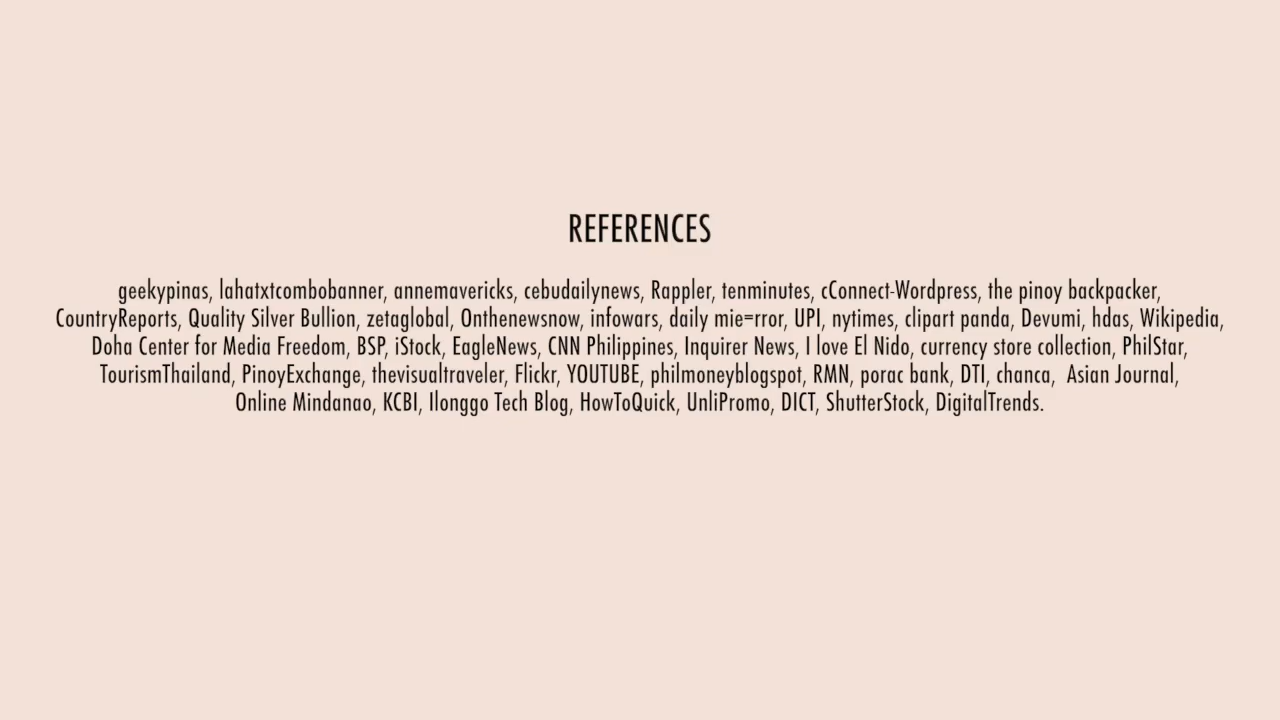 REFERENCES
geekypinas, lahatxtcombobanner, annemavericks, cebudailynews, Rappler, tenminutes, cConnect-Wordpress, the pinoy backpacker,
CountryReports, Quality Silver Bullion, zetaglobal, Onthenewsnow, infowars, daily mie=rror, UPI, nytimes, clipart panda, Devumi, hdas, Wikipedia,
Doha Center for Media Freedom, BSP, iStock, EagleNews, CNN Philippines, Inquirer News, I love El Nido, currency store collection, PhilStar,
TourismThailand, PinoyExchange, thevisualtraveler, Flickr, YOUTUBE, philmoneyblogspot, RMN, porac bank, DTI, chanca,  Asian Journal,
Online Mindanao, KCBI, Ilonggo Tech Blog, HowToQuick, UnliPromo, DICT, ShutterStock, DigitalTrends.